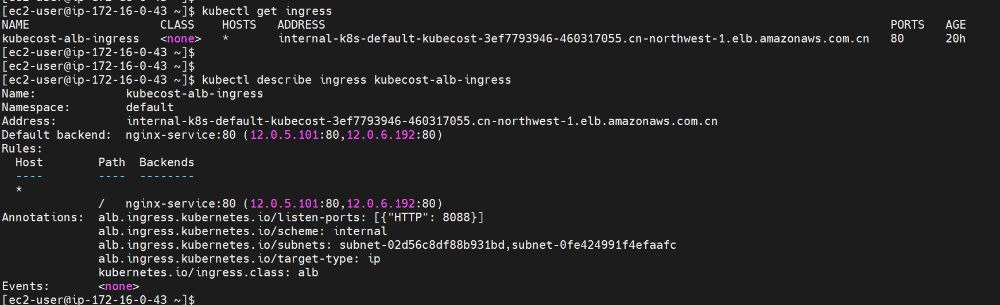 [ec2-user@ip-172-16-0-43 ~]$
[ec2-user@ip-172-16-0-43 ~]$ kubectl get ingress
NAME                   CLASS    HOSTS   ADDRESS                                                                                PORTS   AGE
kubecost-alb-ingress   <none>   *       internal-k8s-default-kubecost-3ef7793946-460317055.cn-northwest-1.elb.amazonaws.com.cn   80      20h
[ec2-user@ip-172-16-0-43 ~]$
[ec2-user@ip-172-16-0-43 ~]$
[ec2-user@ip-172-16-0-43 ~]$ kubectl describe ingress kubecost-alb-ingress
Name:             kubecost-alb-ingress
Namespace:        default
Address:          internal-k8s-default-kubecost-3ef7793946-460317055.cn-northwest-1.elb.amazonaws.com.cn
Default backend:  nginx-service:80 (12.0.5.101:80,12.0.6.192:80)
Rules:
  Host        Path  Backends
  ----        ----  --------
  *
              /   nginx-service:80 (12.0.5.101:80,12.0.6.192:80)
Annotations:  alb.ingress.kubernetes.io/listen-ports: [{"HTTP": 8088}]
              alb.ingress.kubernetes.io/scheme: internal
              alb.ingress.kubernetes.io/subnets: subnet-02d56c8df88b931bd,subnet-0fe424991f4efaafc
              alb.ingress.kubernetes.io/target-type: ip
              kubernetes.io/ingress.class: alb
Events:       <none>
[ec2-user@ip-172-16-0-43 ~]$